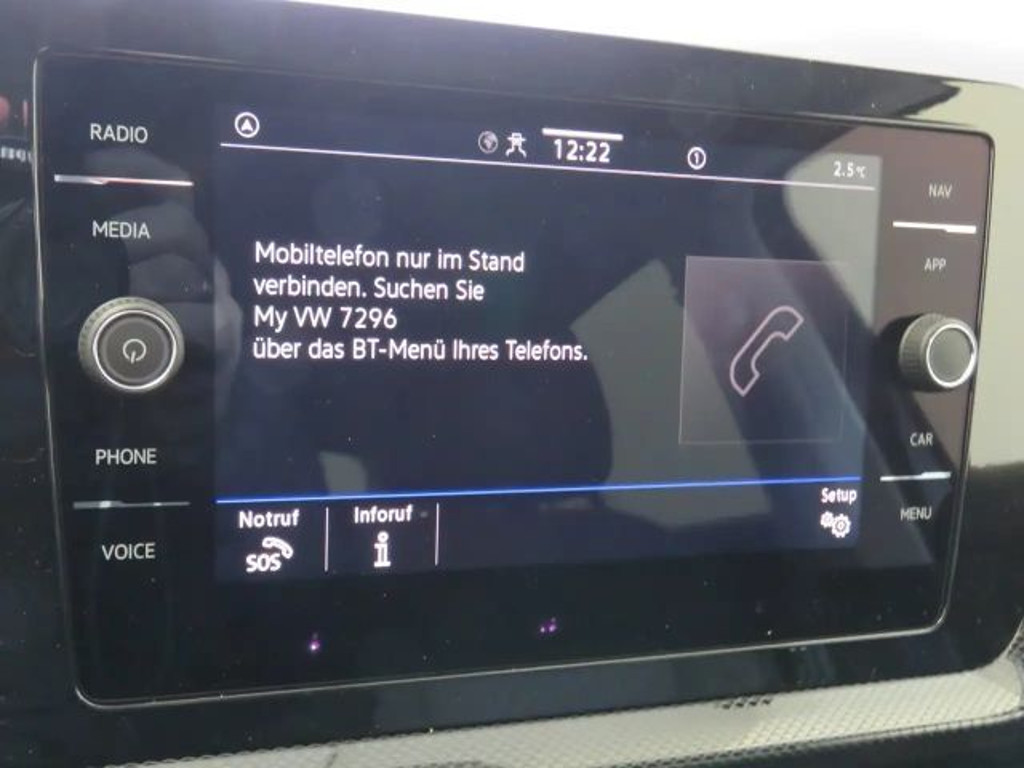 RADIO
MEDIA
PHONE
VOICE
12:22
1
2.5°C
Mobiltelefon nur im Stand
verbinden. Suchen Sie
My VW 7296
über das BT-Menü Ihres Telefons.
Notruf
SOS
Inforuf
i
Setup
NAV
APP
CAR
MENU